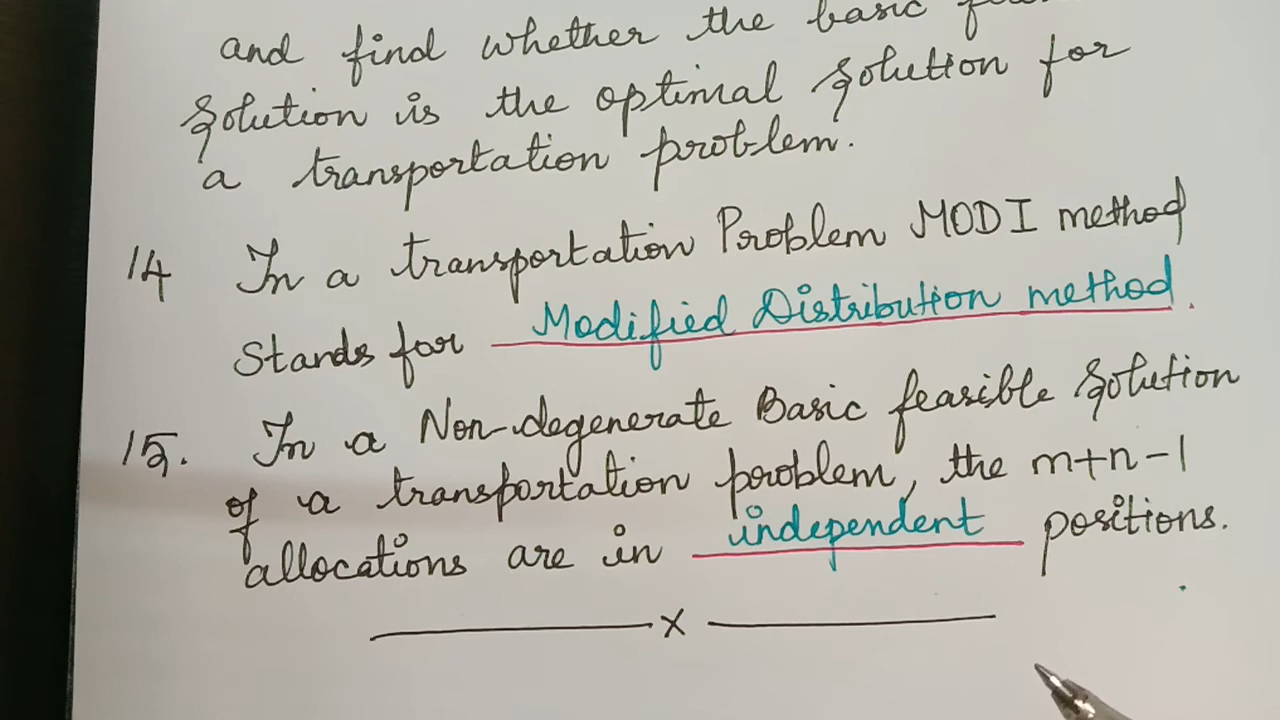 and find whether the basic
solution is the optimal solution for
a transportation problem.
14 In a transportation Problem MODI method
Stands for Modified Distribution method.
15. In a Non-degenerate Basic feasible solution
of a transportation problem, the m+n-1
allocations are in independent positions.
x